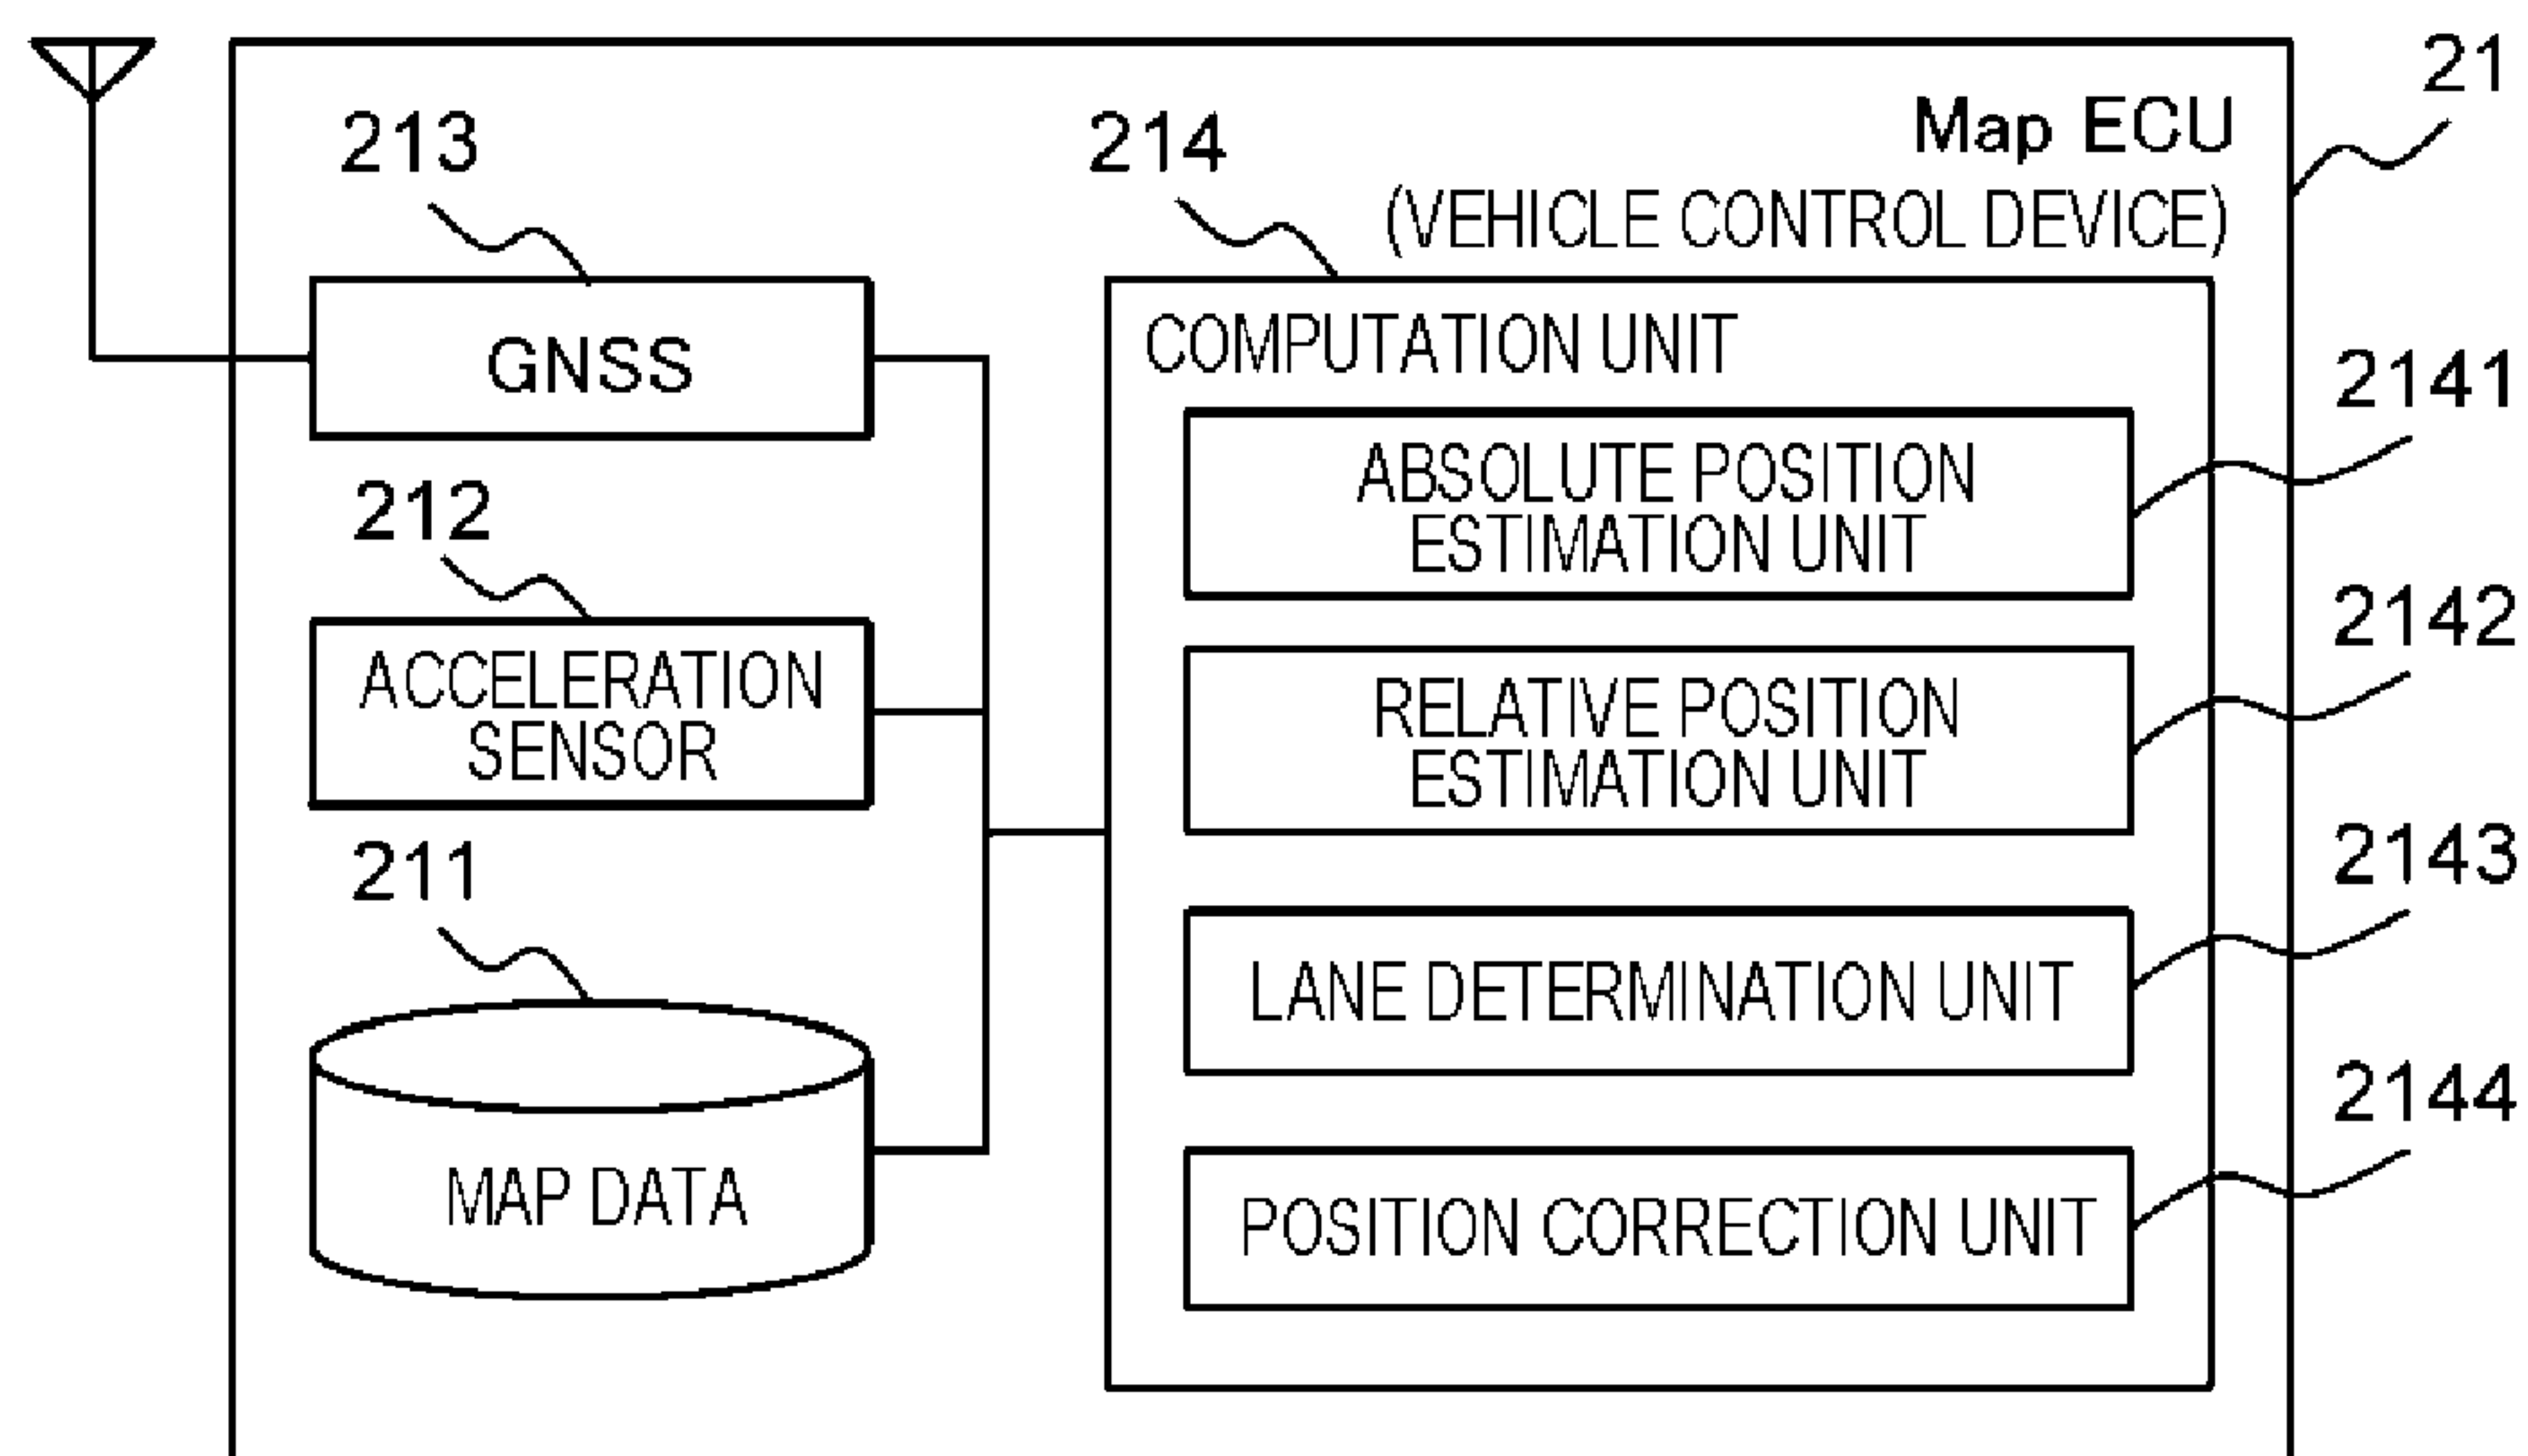 21
Map ECU
(VEHICLE CONTROL DEVICE)
213
GNSS
212
ACCELERATION
SENSOR
211
MAP DATA
214
COMPUTATION UNIT
2141
ABSOLUTE POSITION
ESTIMATION UNIT
2142
RELATIVE POSITION
ESTIMATION UNIT
2143
LANE DETERMINATION UNIT
2144
POSITION CORRECTION UNIT